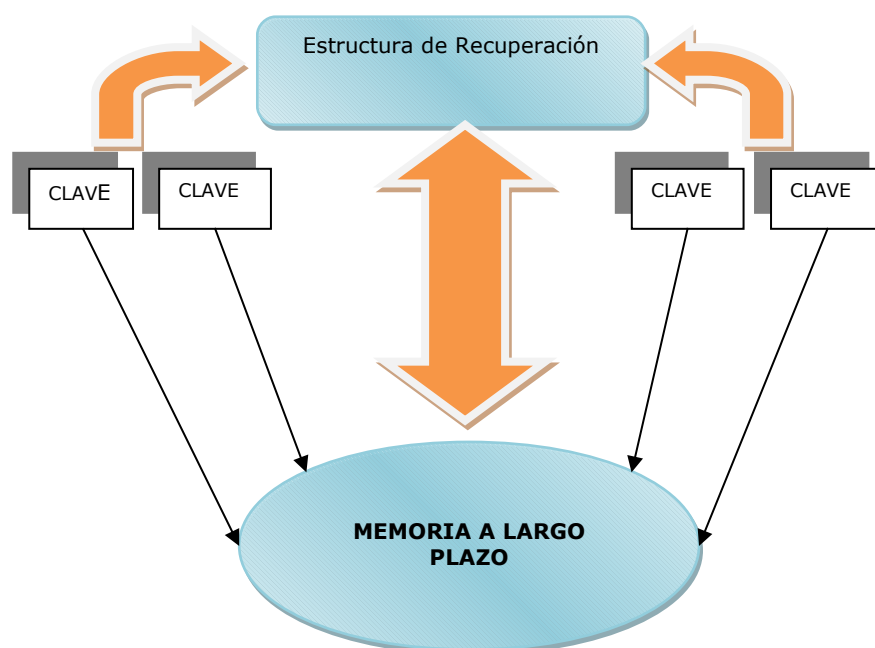 Estructura de Recuperación
CLAVE
CLAVE
CLAVE
CLAVE
MEMORIA A LARGO
PLAZO